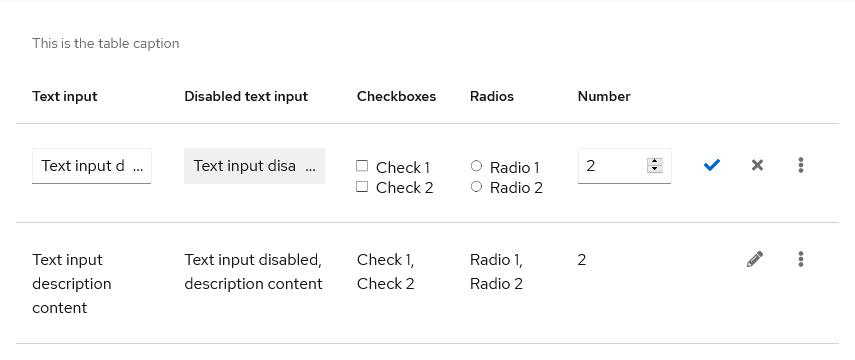 This is the table caption
Text input Disabled text input Checkboxes Radios Number
Text input d ... Text input disa ... Check 1 Radio 1 2
Check 2 Radio 2
Text input Text input disabled, Check 1, Radio 1, 2
description description content Check 2 Radio 2
content